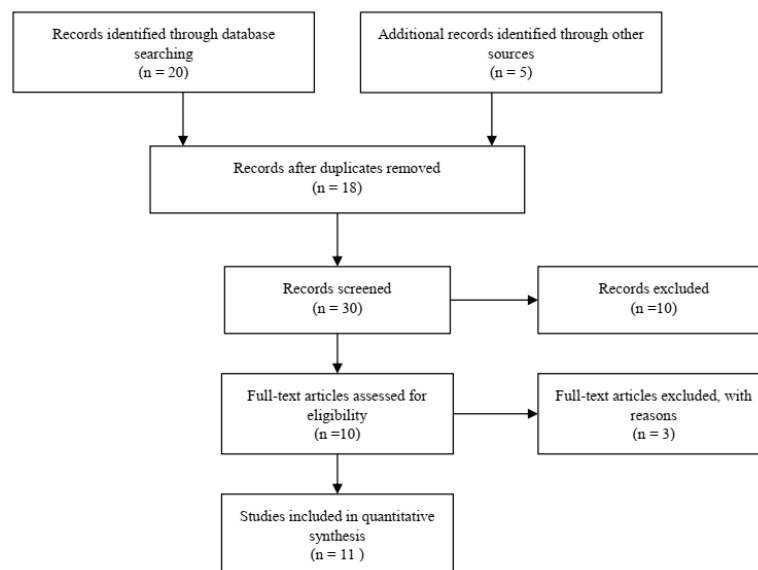 Records identified through database
searching
(n = 20)
Additional records identified through other
sources
(n = 5)
Records after duplicates removed
(n = 18)
Records screened
(n = 30)
Records excluded
(n =10)
Full-text articles assessed for
eligibility
(n =10)
Full-text articles excluded, with
reasons
(n = 3)
Studies included in quantitative
synthesis
(n = 11 )